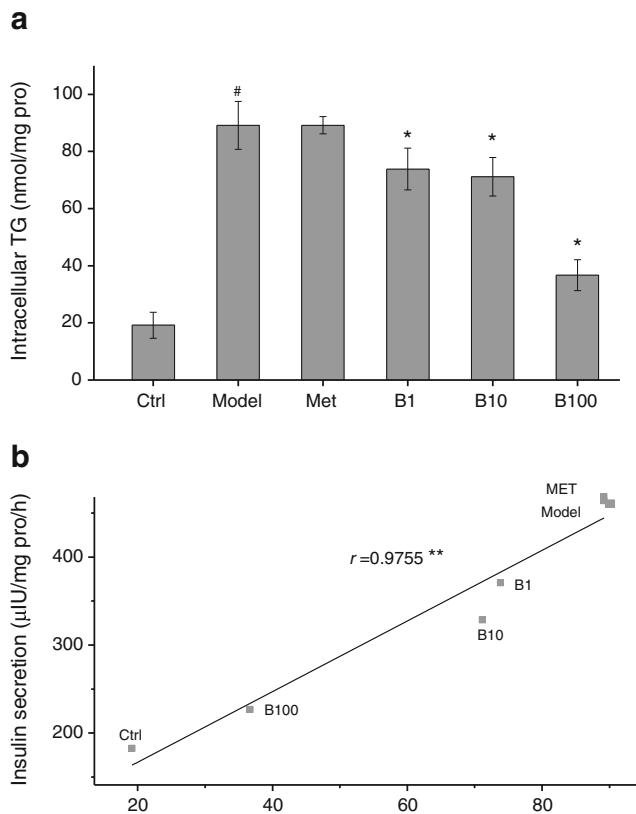 a
Intracellular TG (nmol/mg pro)
100
80
60
40
20
0
#
*
*
*
Ctrl Model Met B1 B10 B100
b
Insulin secretion (μIU/mg pro/h)
400
300
200
MET
Model
r =0.9755 **
B1
B10
B100
Ctrl
20 40 60 80